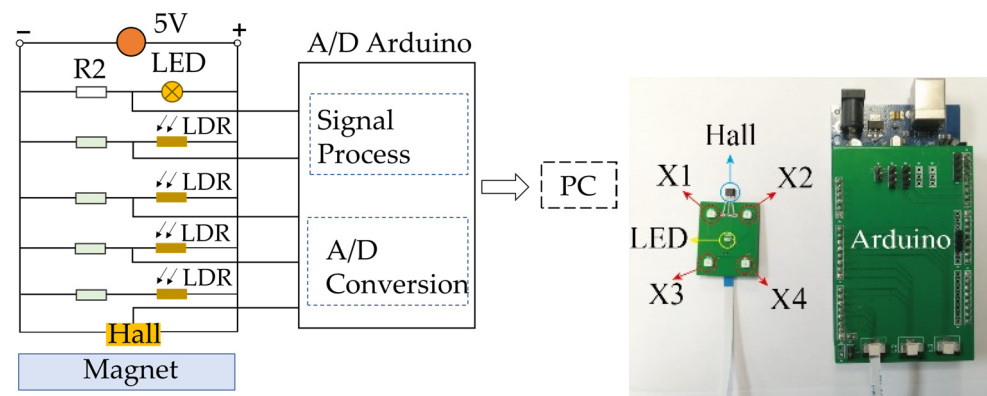 5V
−
+
A/D Arduino
R2
LED
LDR
LDR
LDR
LDR
Hall
Magnet
Signal
Process
A/D
Conversion
PC
Hall
X1
X2
LED
X3
X4
Arduino